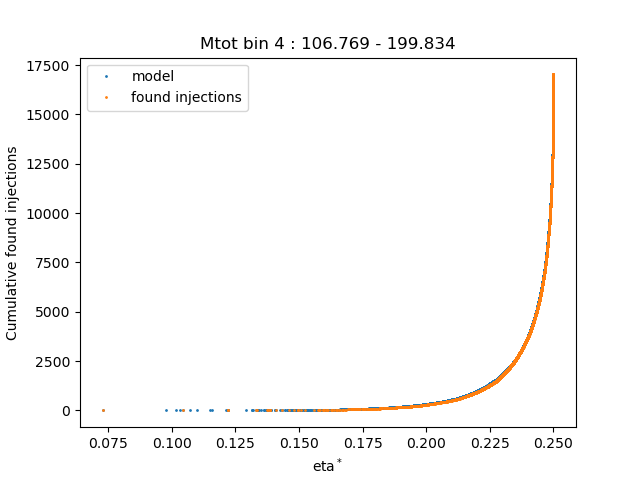 Mtot bin 4 : 106.769 - 199.834
model
found injections
Cumulative found injections
17500
15000
12500
10000
7500
5000
2500
0
0.075 0.100 0.125 0.150 0.175 0.200 0.225 0.250
eta*